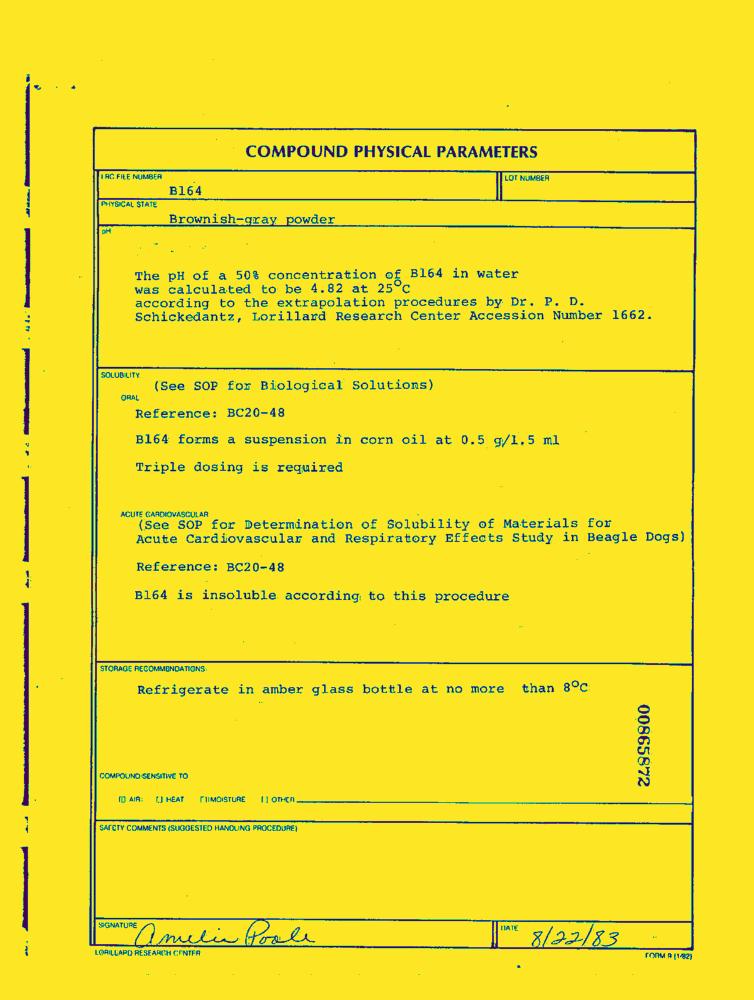 COMPOUND PHYSICAL PARAMETERS
LRC FILE NUMBER
B164
LOT NUMBER
PHYSICAL STATE
Brownish-gray powder
pH
The pH of a 50% concentration of B164 in water
was calculated to be 4.82 at 25°C
according to the extrapolation procedures by Dr. P. D.
Schickedantz, Lorillard Research Center Accession Number 1662.
SOLUBILITY
(See SOP for Biological Solutions)
ORAL
Reference: BC20-48
B164 forms a suspension in corn oil at 0.5 g/1.5 ml
Triple dosing is required
ACUTE CARDIOVASCULAR
(See SOP for Determination of Solubility of Materials for
Acute Cardiovascular and Respiratory Effects Study in Beagle Dogs)
Reference: BC20-48
B164 is insoluble according to this procedure
STORAGE RECOMMENDATIONS
Refrigerate in amber glass bottle at no more than 8°C
00865872
COMPOUND SENSITIVE TO
[ ] AIR [ ] HEAT [ ] MOISTURE [ ] OTHER
SAFETY COMMENTS (SUGGESTED HANDLING PROCEDURE)
SIGNATURE Amelia Poole
DATE 8/22/83
LORILLARD RESEARCH CENTER
FORM 9 (1/82)